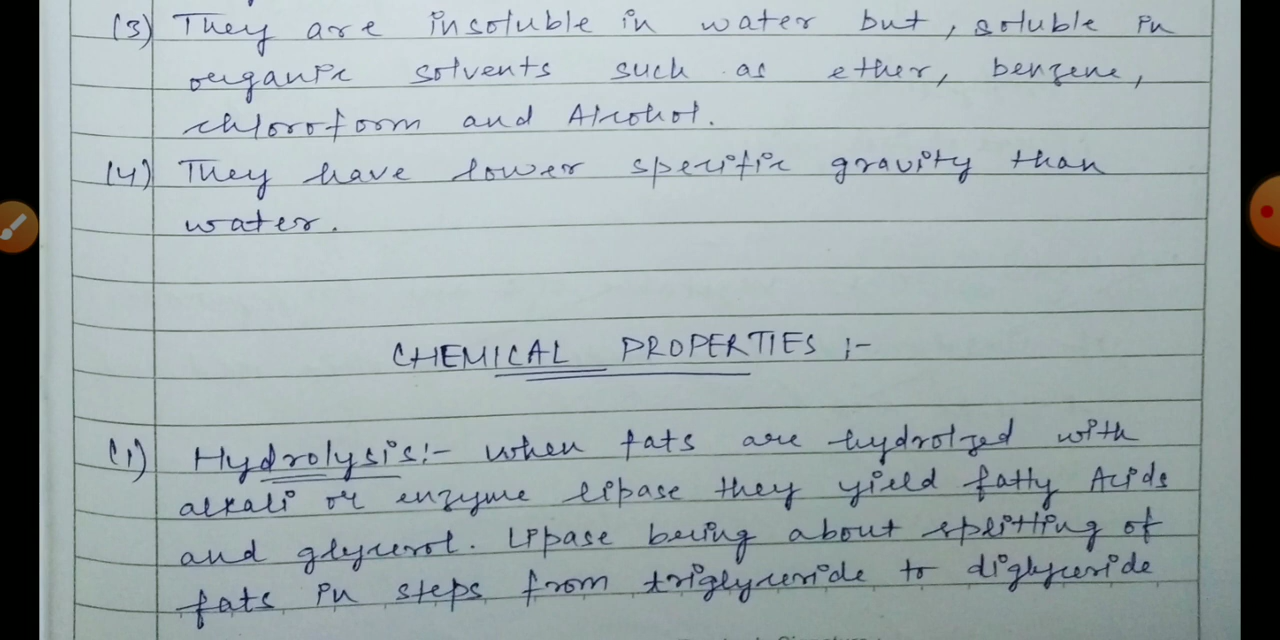 (3) They are insoluble in water but, soluble in
organic solvents such as ether, benzene,
chloroform and Alcohol.
(4) They have lower specific gravity than
water.
CHEMICAL PROPERTIES :-
(1) Hydrolysis:- when fats are hydrolzed with
alkali or enzyme lipase they yield fatty Acids
and glycerol. Lipase being about splitting of
fats in steps from triglyceride to diglyceride